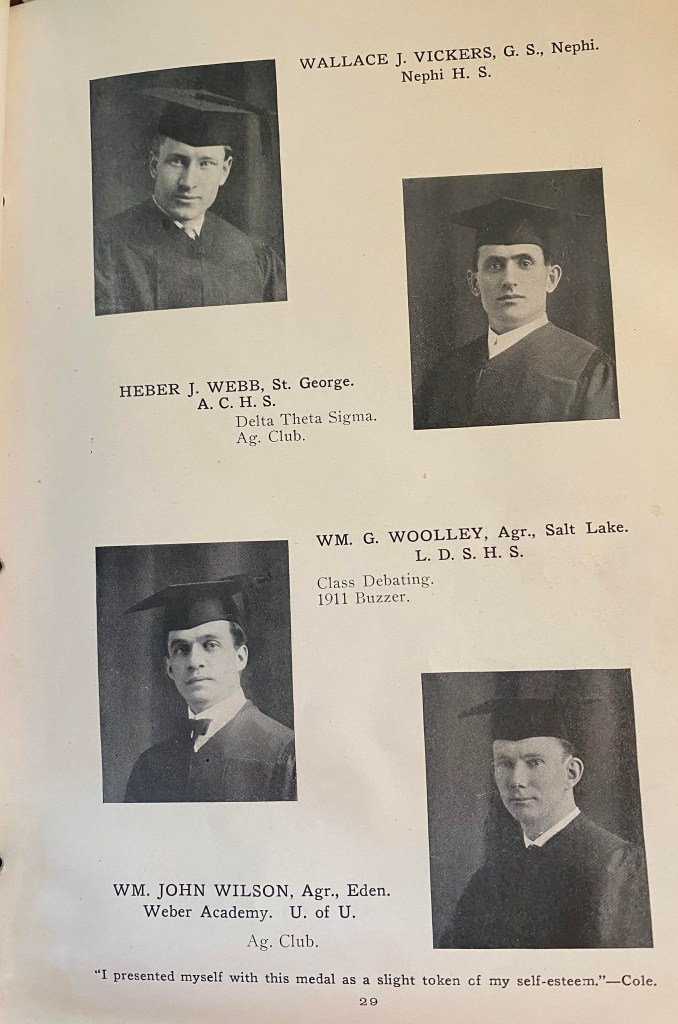 WALLACE J. VICKERS, G. S., Nephi.
Nephi H. S.
HEBER J. WEBB, St. George.
A. C. H. S.
Delta Theta Sigma.
Ag. Club.
WM. G. WOOLLEY, Agr., Salt Lake.
L. D. S. H. S.
Class Debating.
1911 Buzzer.
WM. JOHN WILSON, Agr., Eden.
Weber Academy. U. of U.
Ag. Club.
"I presented myself with this medal as a slight token of my self-esteem."—Cole.
29